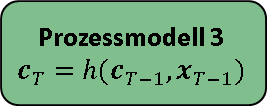 Prozessmodell 3
𝒄_T = h(𝒄_{T−1}, 𝒙_{T−1})